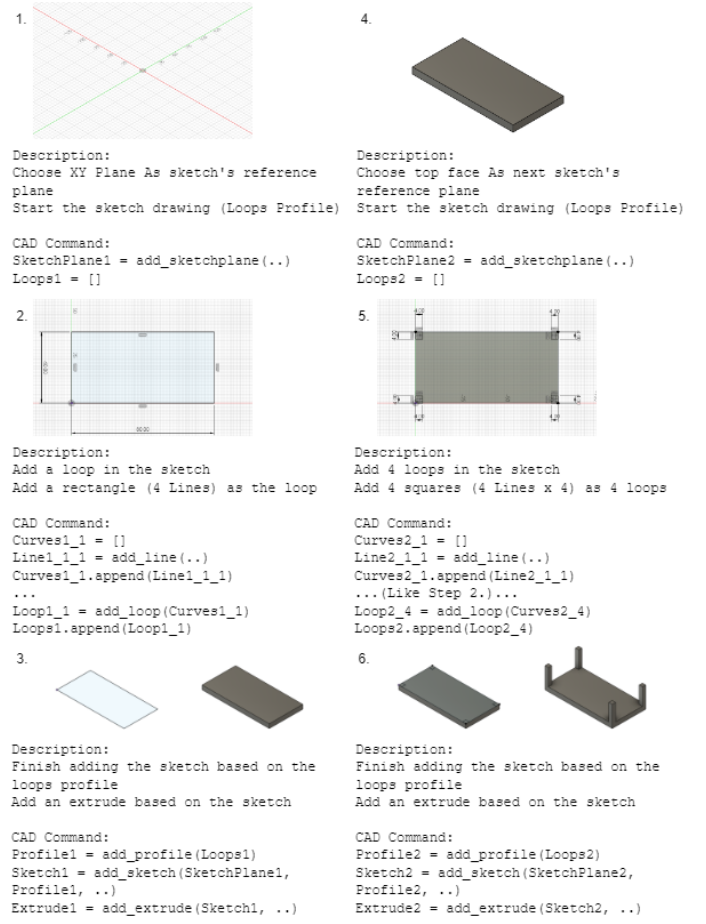 1.
Description:
Choose XY Plane As sketch's reference
plane
Start the sketch drawing (Loops Profile)
CAD Command:
SketchPlane1 = add_sketchplane(..)
Loops1 = []
2.
Description:
Add a loop in the sketch
Add a rectangle (4 Lines) as the loop
CAD Command:
Curves1_1 = []
Line1_1_1 = add_line(..)
Curves1_1.append(Line1_1_1)
...
Loop1_1 = add_loop(Curves1_1)
Loops1.append(Loop1_1)
3.
Description:
Finish adding the sketch based on the
loops profile
Add an extrude based on the sketch
CAD Command:
Profile1 = add_profile(Loops1)
Sketch1 = add_sketch(SketchPlane1,
Profile1, ..)
Extrude1 = add_extrude(Sketch1, ..)
4.
Description:
Choose top face As next sketch's
reference plane
Start the sketch drawing (Loops Profile)
CAD Command:
SketchPlane2 = add_sketchplane(..)
Loops2 = []
5.
Description:
Add 4 loops in the sketch
Add 4 squares (4 Lines x 4) as 4 loops
CAD Command:
Curves2_1 = []
Line2_1_1 = add_line(..)
Curves2_1.append(Line2_1_1)
...(Like Step 2.)...
Loop2_4 = add_loop(Curves2_4)
Loops2.append(Loop2_4)
6.
Description:
Finish adding the sketch based on the
loops profile
Add an extrude based on the sketch
CAD Command:
Profile2 = add_profile(Loops2)
Sketch2 = add_sketch(SketchPlane2,
Profile2, ..)
Extrude2 = add_extrude(Sketch2, ..)